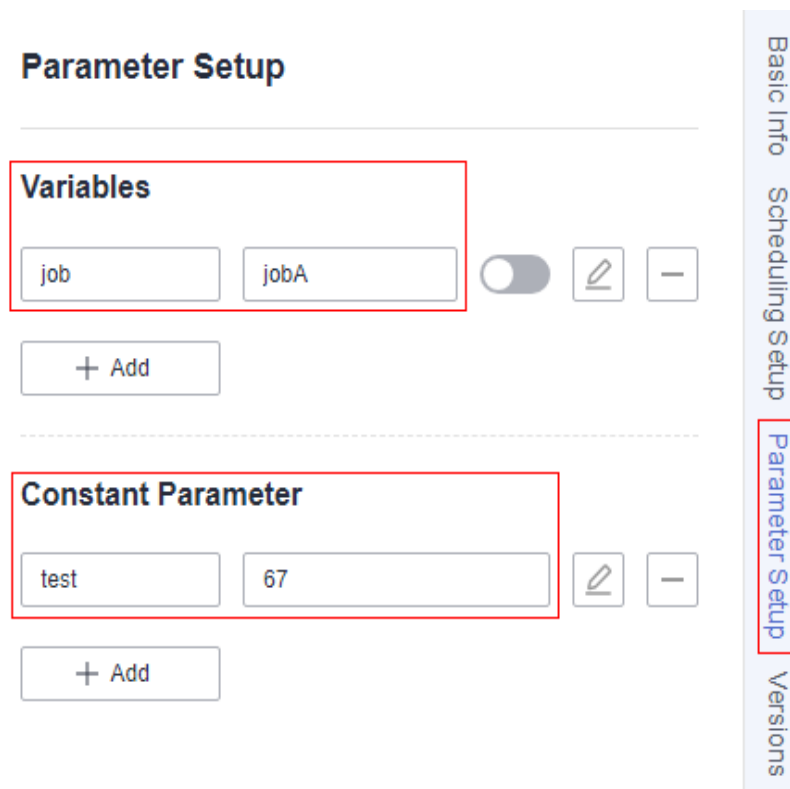 Parameter Setup
Variables
job
jobA
+ Add
Constant Parameter
test
67
+ Add
Basic Info
Scheduling Setup
Parameter Setup
Versions